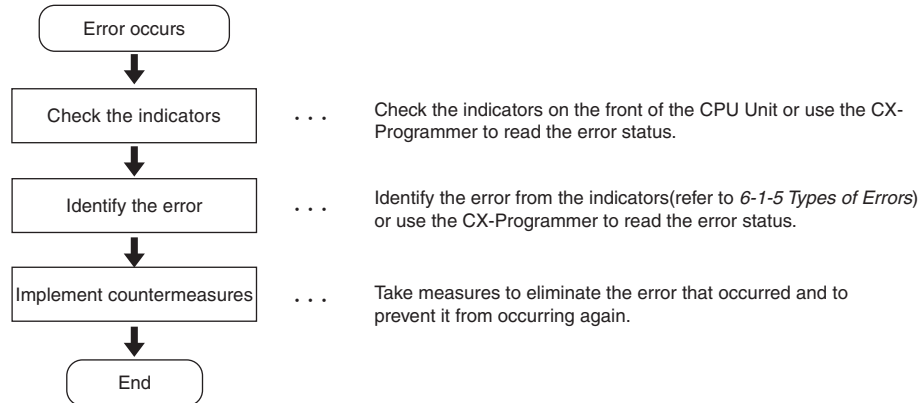 Error occurs
Check the indicators
. . .
Check the indicators on the front of the CPU Unit or use the CX-
Programmer to read the error status.
Identify the error
. . .
Identify the error from the indicators(refer to 6-1-5 Types of Errors)
or use the CX-Programmer to read the error status.
Implement countermeasures
. . .
Take measures to eliminate the error that occurred and to
prevent it from occurring again.
End